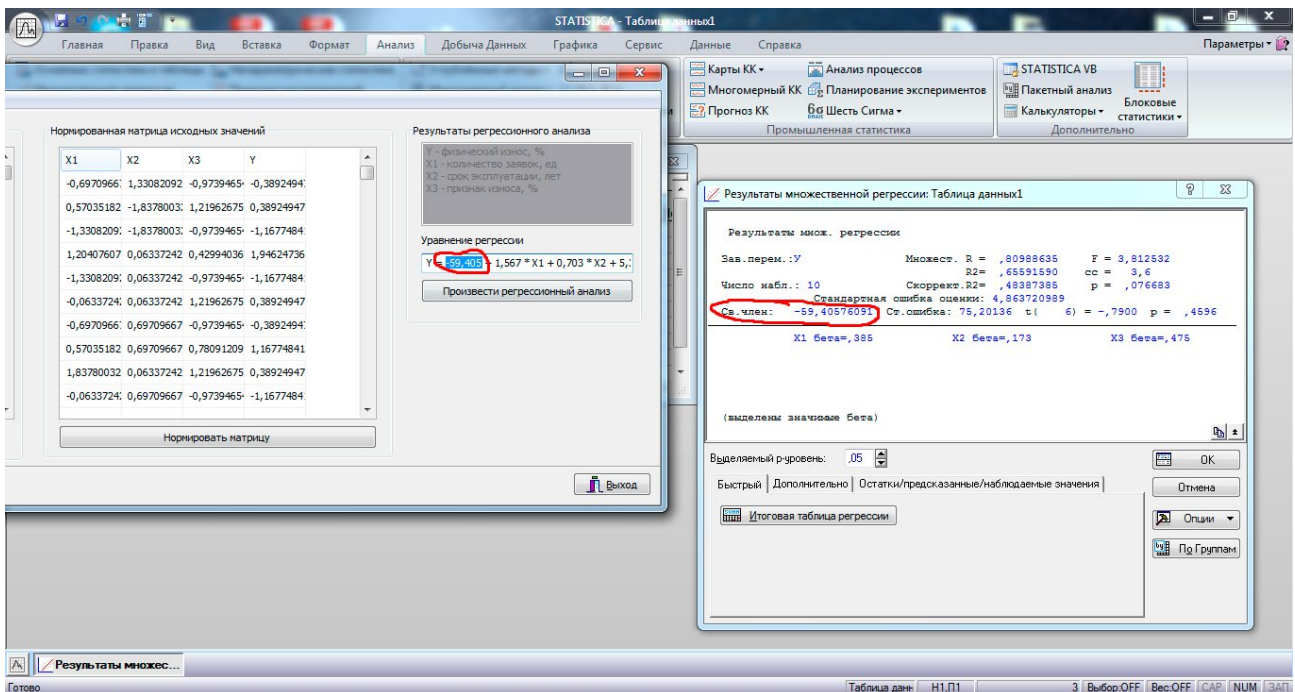 STATISTICA - Таблица данных1
Главная Правка Вид Вставка Формат Анализ Добыча Данных Графика Сервис Данные Справка Параметры
Карты КК Анализ процессов STATISTICA VB
Многомерный КК Планирование экспериментов Пакетный анализ
Прогноз КК 6σ Шесть Сигма Калькуляторы
Блоковые
статистики
Промышленная статистика Дополнительно
Нормированная матрица исходных значений
X1 X2 X3 Y
-0,6970966 1,33082092 -0,9739465 -0,3892494
0,57035182 -1,8378003 1,21962675 0,38924947
-1,3308209 -1,8378003 -0,9739465 -1,1677484
1,20407607 0,06337242 0,42994036 1,94624736
-1,3308209 0,06337242 -0,9739465 -1,1677484
-0,0633724 0,06337242 1,21962675 0,38924947
-0,6970966 0,69709667 -0,9739465 -0,3892494
0,57035182 0,69709667 0,78091209 1,16774841
1,83780032 0,06337242 1,21962675 0,38924947
-0,0633724 0,69709667 -0,9739465 -1,1677484
Нормировать матрицу
Результаты регрессионного анализа
Y - физический износ, %
X1 - количество заявок, ед
X2 - срок эксплуатации, лет
X3 - признак износа, %
Уравнение регрессии
Y = -59,405 + 1,567 * X1 + 0,703 * X2 + 5,
Произвести регрессионный анализ
Выход
Результаты множественной регрессии: Таблица данных1
Результаты множ. регрессии
Зав.перем.:Y Множест. R = ,80988635 F = 3,812532
R2= ,65591590 сс = 3,6
Число набл.: 10 Скоррект.R2= ,48387385 p = ,076683
Стандартная ошибка оценки: 4,863720989
Св.член: -59,40576091 Ст.ошибка: 75,20136 t( 6) = -,7900 p = ,4596
X1 бета=,385 X2 бета=,173 X3 бета=,475
(выделены значимые бета)
Выделяемый p-уровень: ,05
OK
Быстрый Дополнительно Остатки/предсказанные/наблюдаемые значения
Отмена
Итоговая таблица регрессии
Опции
По Группам
Результаты множес...
Готово Таблица данн Н1,П1 3 Выбор:OFF Вес:OFF CAP NUM ЗАП